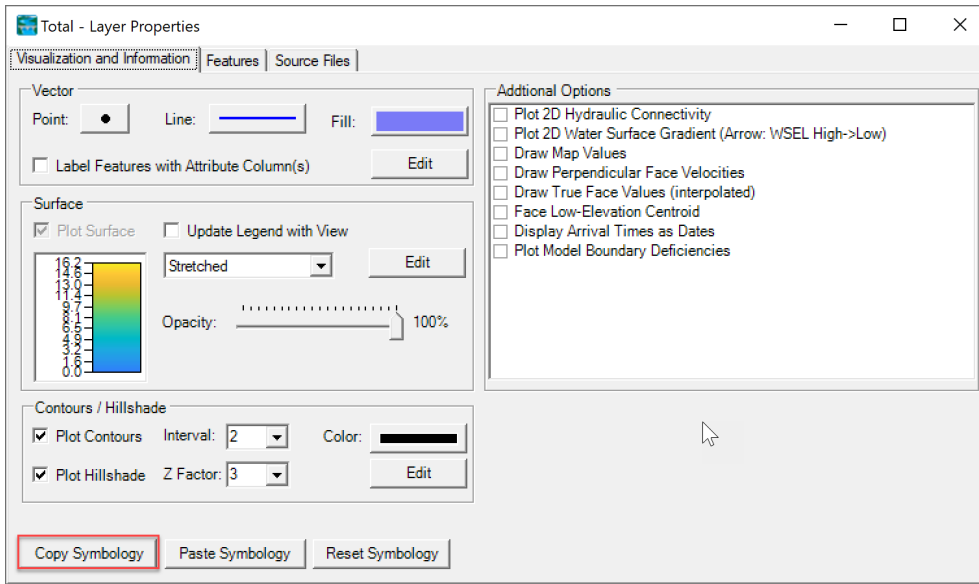 Total - Layer Properties
Visualization and Information
Features
Source Files
Vector
Point:
Line:
Fill:
Label Features with Attribute Column(s)
Edit
Surface
Plot Surface
Update Legend with View
16.2
14.6
13.0
11.4
9.7
8.1
6.5
4.9
3.2
1.6
0.0
Stretched
Edit
Opacity:
100%
Contours / Hillshade
Plot Contours
Interval:
2
Color:
Plot Hillshade
Z Factor:
3
Edit
Addtional Options
Plot 2D Hydraulic Connectivity
Plot 2D Water Surface Gradient (Arrow: WSEL High->Low)
Draw Map Values
Draw Perpendicular Face Velocities
Draw True Face Values (interpolated)
Face Low-Elevation Centroid
Display Arrival Times as Dates
Plot Model Boundary Deficiencies
Copy Symbology
Paste Symbology
Reset Symbology